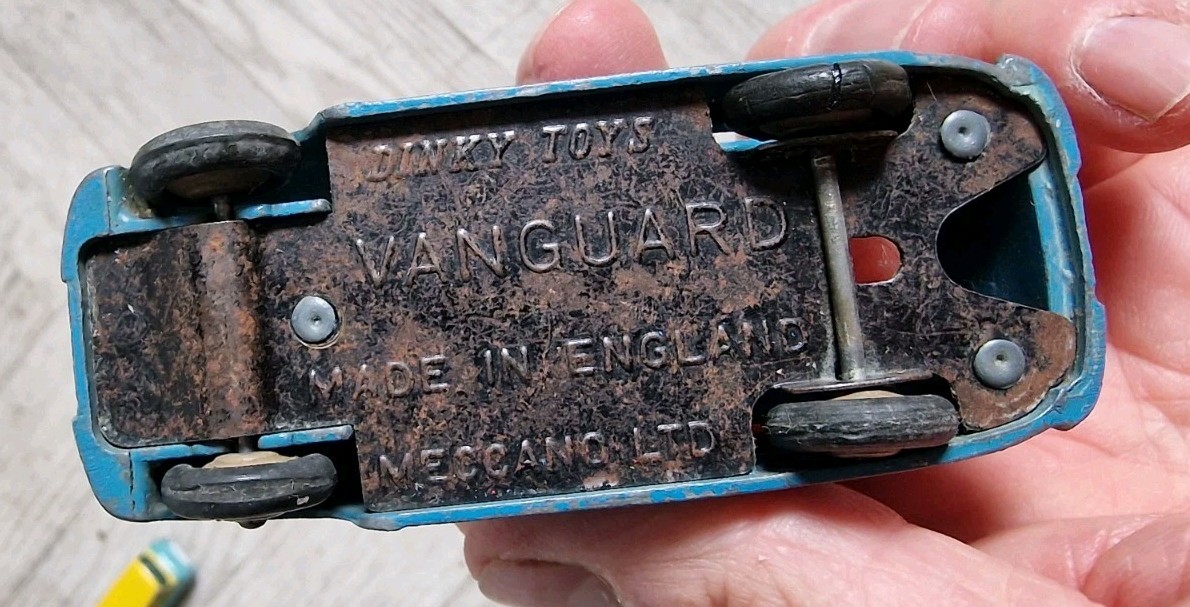 DINKY TOYS
VANGUARD
MADE IN ENGLAND
MECCANO LTD